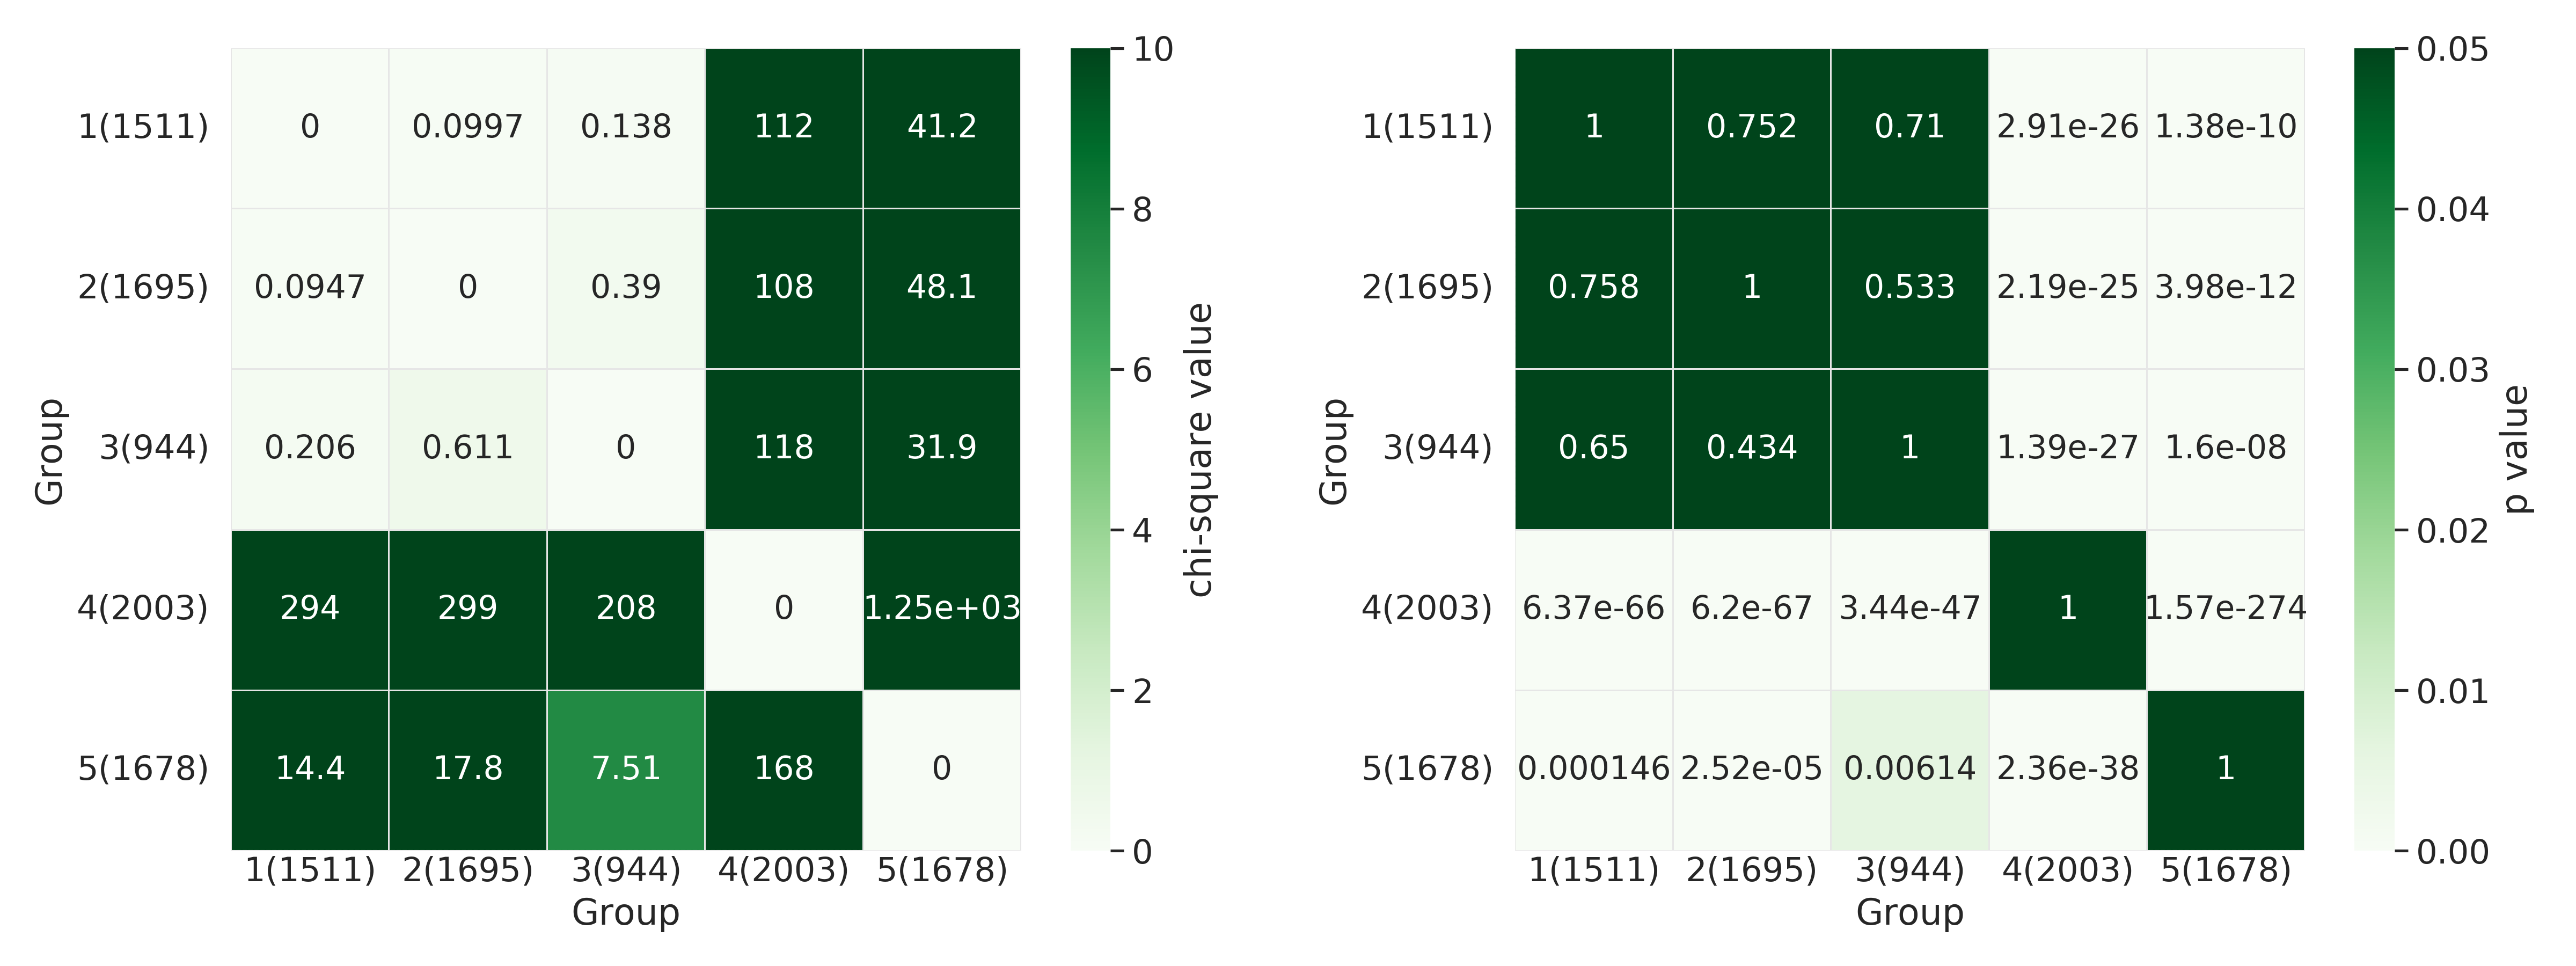 10
8
6
4
2
0
chi-square value
Group
1(1511) 0 0.0997 0.138 112 41.2
2(1695) 0.0947 0 0.39 108 48.1
3(944) 0.206 0.611 0 118 31.9
4(2003) 294 299 208 0 1.25e+03
5(1678) 14.4 17.8 7.51 168 0
1(1511) 2(1695) 3(944) 4(2003) 5(1678)
Group
0.05
0.04
0.03
0.02
0.01
0.00
p value
Group
1(1511) 1 0.752 0.71 2.91e-26 1.38e-10
2(1695) 0.758 1 0.533 2.19e-25 3.98e-12
3(944) 0.65 0.434 1 1.39e-27 1.6e-08
4(2003) 6.37e-66 6.2e-67 3.44e-47 1 1.57e-274
5(1678) 0.000146 2.52e-05 0.00614 2.36e-38 1
1(1511) 2(1695) 3(944) 4(2003) 5(1678)
Group